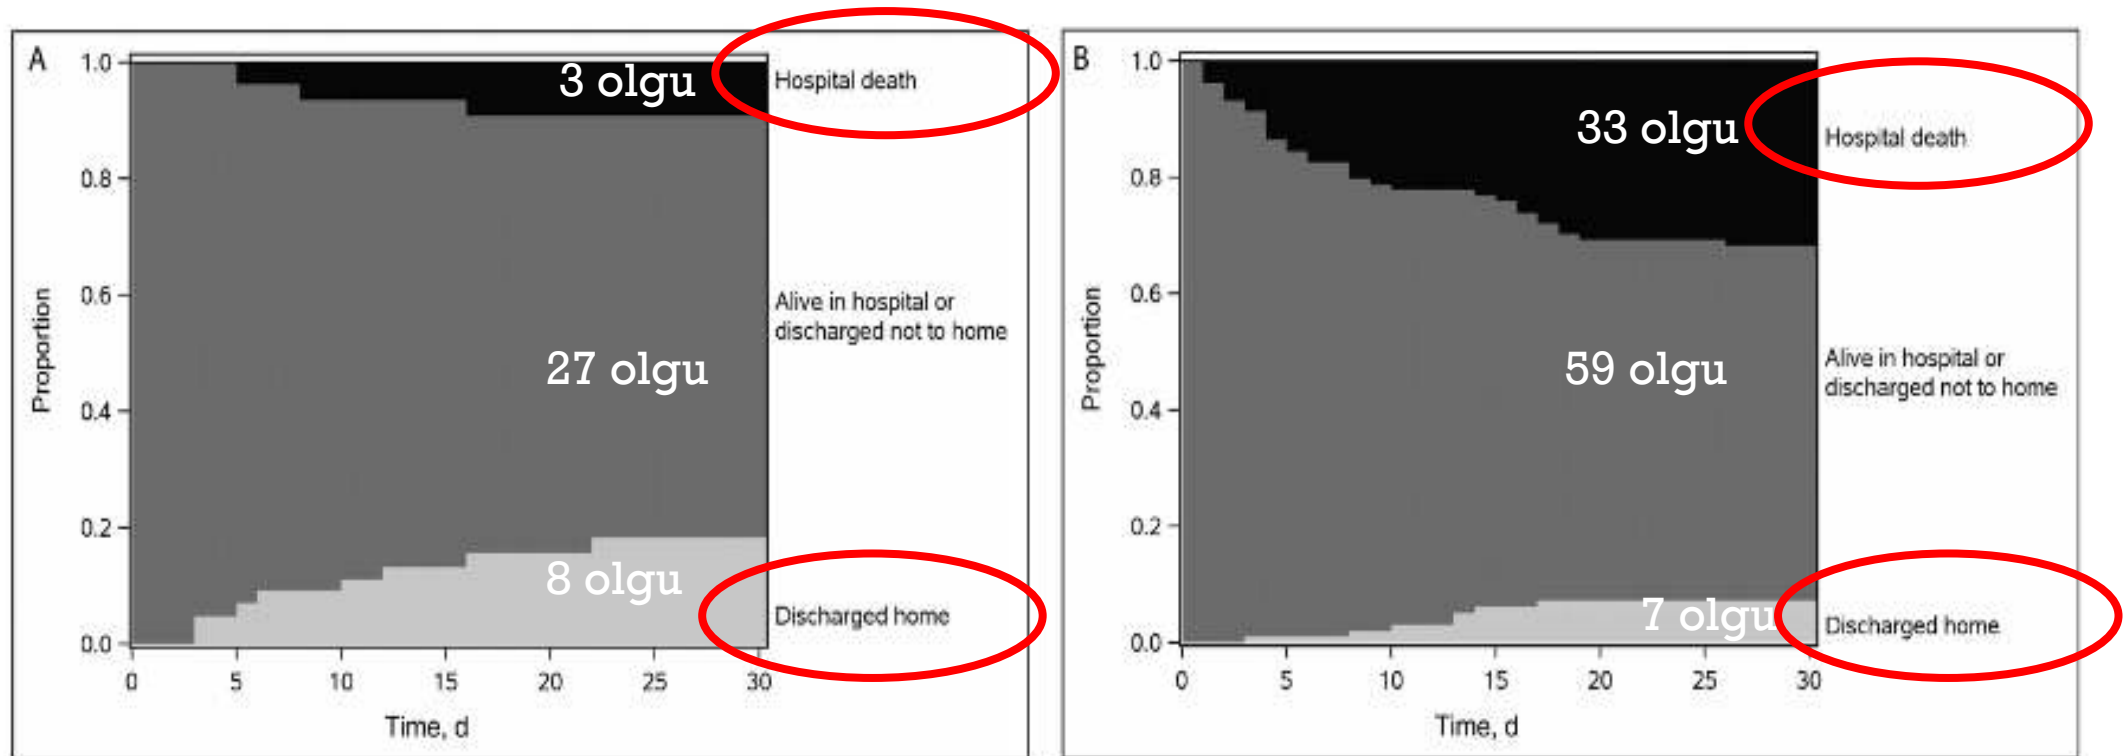 A
1.0
0.8
0.6
0.4
0.2
0.0
Proportion
0 5 10 15 20 25 30
Time, d
3 olgu
27 olgu
8 olgu
Hospital death
Alive in hospital or
discharged not to home
Discharged home
B
1.0
0.8
0.6
0.4
0.2
0.0
Proportion
0 5 10 15 20 25 30
Time, d
33 olgu
59 olgu
7 olgu
Hospital death
Alive in hospital or
discharged not to home
Discharged home